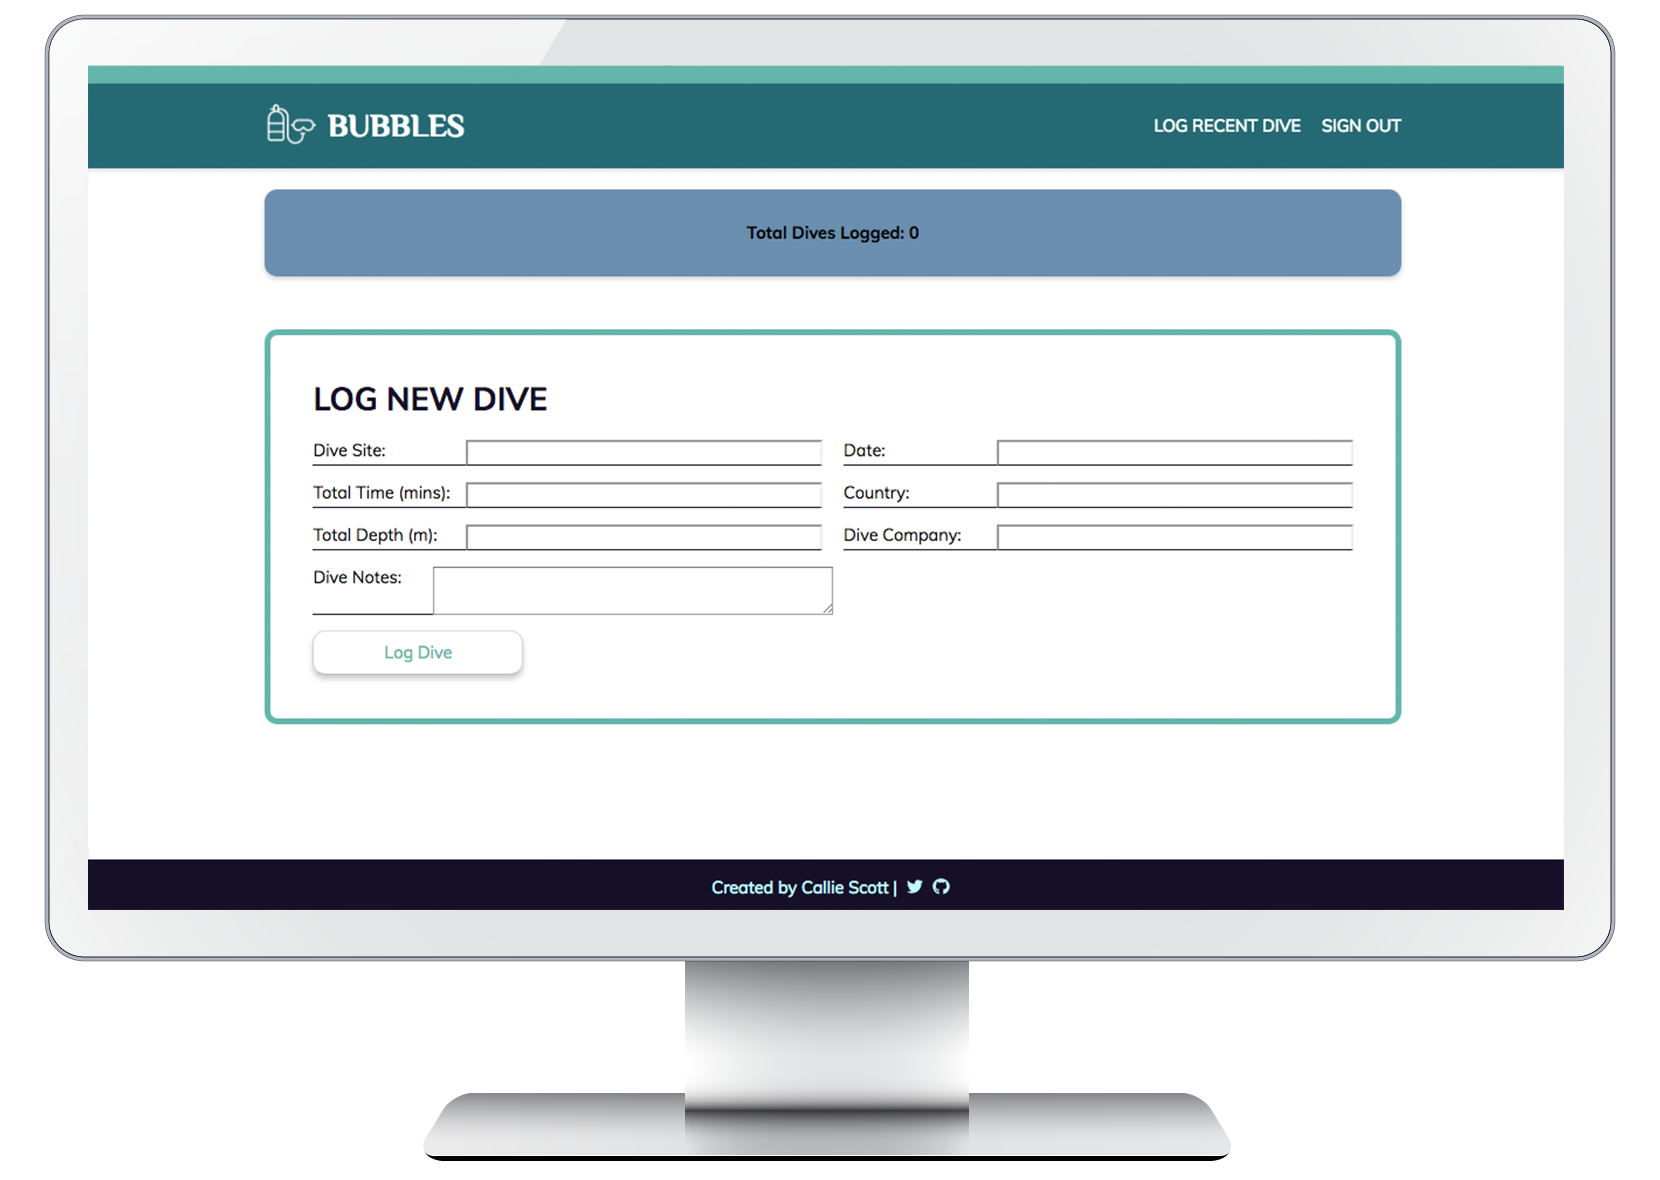 BUBBLES
LOG RECENT DIVE SIGN OUT
Total Dives Logged: 0
LOG NEW DIVE
Dive Site: Date:
Total Time (mins): Country:
Total Depth (m): Dive Company:
Dive Notes:
Log Dive
Created by Callie Scott |